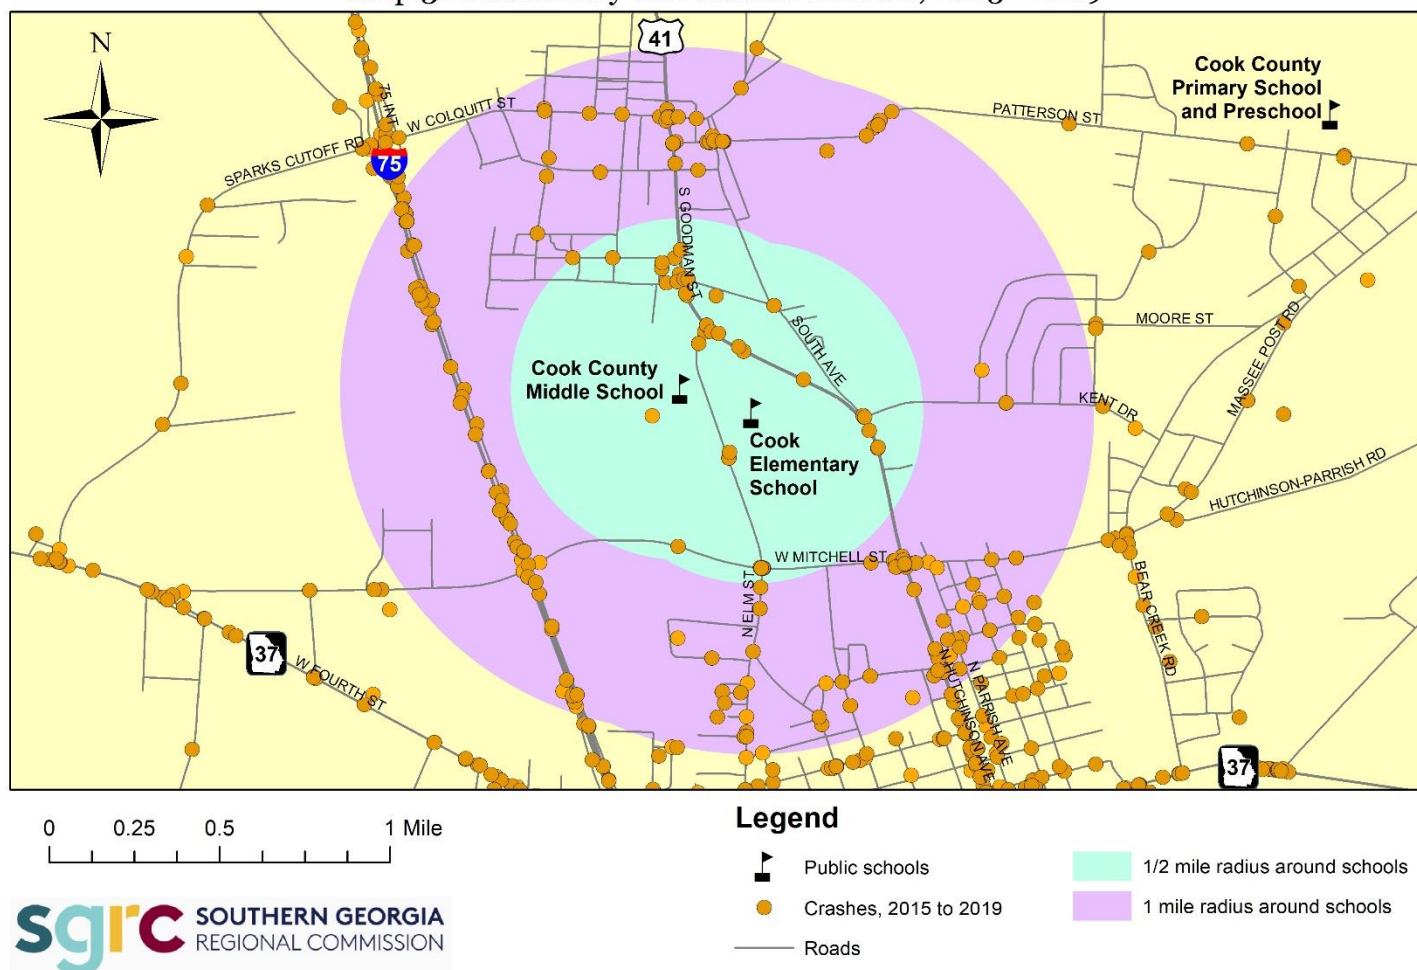 N
41
Cook County
Primary School
and Preschool
75 INT
W COLQUITT ST
PATTERSON ST
SPARKS CUTOFF RD
75
S GOODMAN ST
SOUTH AVE
MOORE ST
MASSEE POST RD
Cook County
Middle School
KENT DR
Cook
Elementary
School
HUTCHINSON-PARRISH RD
W MITCHELL ST
N ELM ST
BEAR CREEK RD
37
W FOURTH ST
N HUTCHINSON AVE
N PARRISH AVE
37
0 0.25 0.5 1 Mile
Legend
Public schools
Crashes, 2015 to 2019
Roads
1/2 mile radius around schools
1 mile radius around schools
sgrc SOUTHERN GEORGIA
REGIONAL COMMISSION